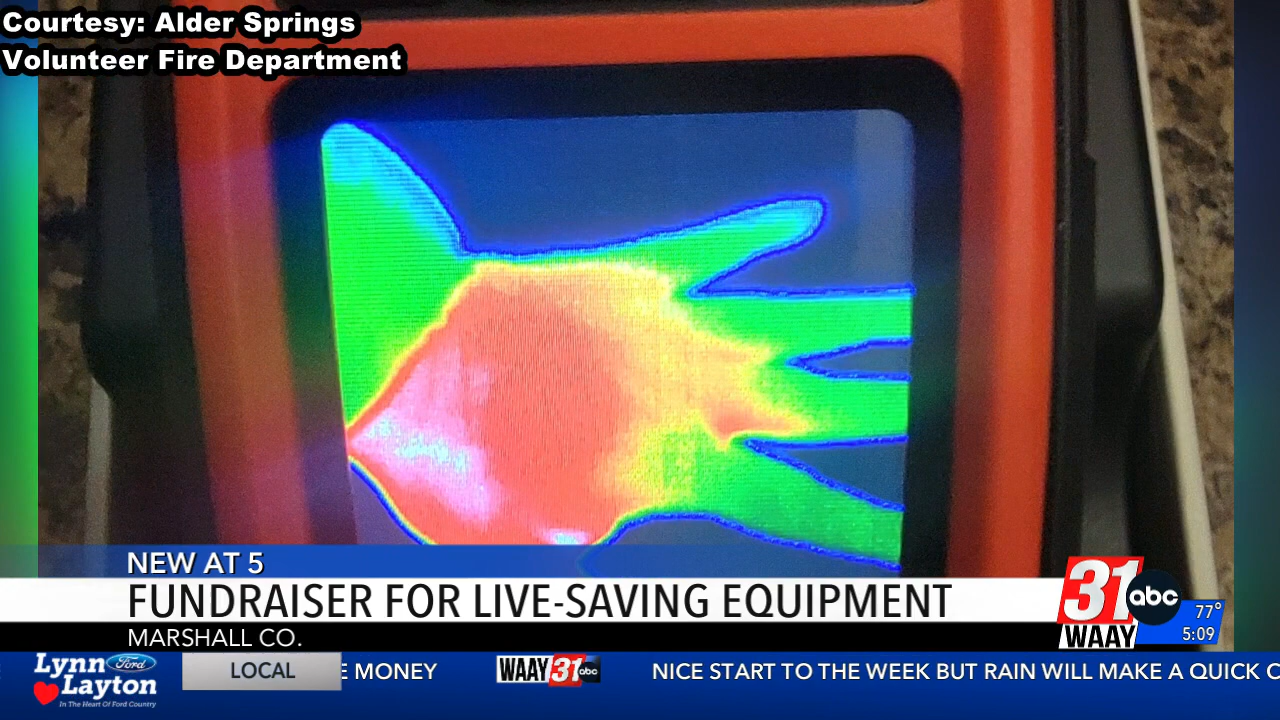 Courtesy: Alder Springs
Volunteer Fire Department
NEW AT 5
FUNDRAISER FOR LIVE-SAVING EQUIPMENT
MARSHALL CO.
31 abc
WAAY
77°
5:09
Lynn Ford
Layton
In The Heart Of Ford Country
LOCAL
E MONEY
WAAY 31 abc
NICE START TO THE WEEK BUT RAIN WILL MAKE A QUICK C